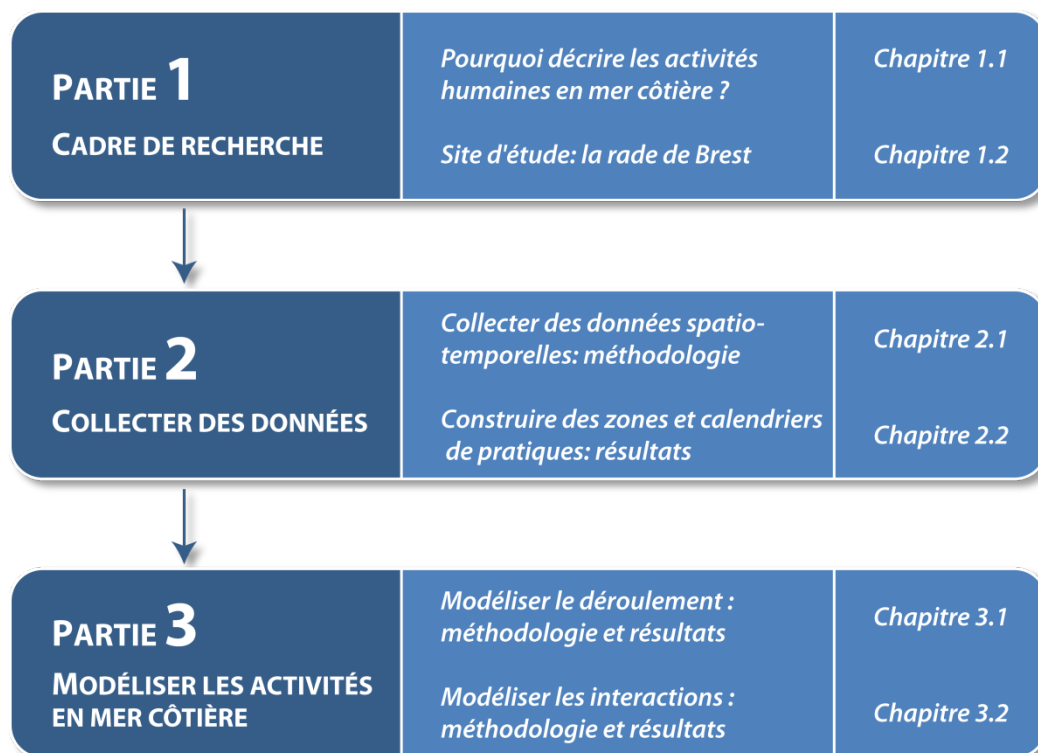 PARTIE 1
CADRE DE RECHERCHE
Pourquoi décrire les activités
humaines en mer côtière ?
Chapitre 1.1
Site d'étude: la rade de Brest
Chapitre 1.2
PARTIE 2
COLLECTER DES DONNÉES
Collecter des données spatio-
temporelles: méthodologie
Chapitre 2.1
Construire des zones et calendriers
de pratiques: résultats
Chapitre 2.2
PARTIE 3
MODÉLISER LES ACTIVITÉS
EN MER CÔTIÈRE
Modéliser le déroulement :
méthodologie et résultats
Chapitre 3.1
Modéliser les interactions :
méthodologie et résultats
Chapitre 3.2